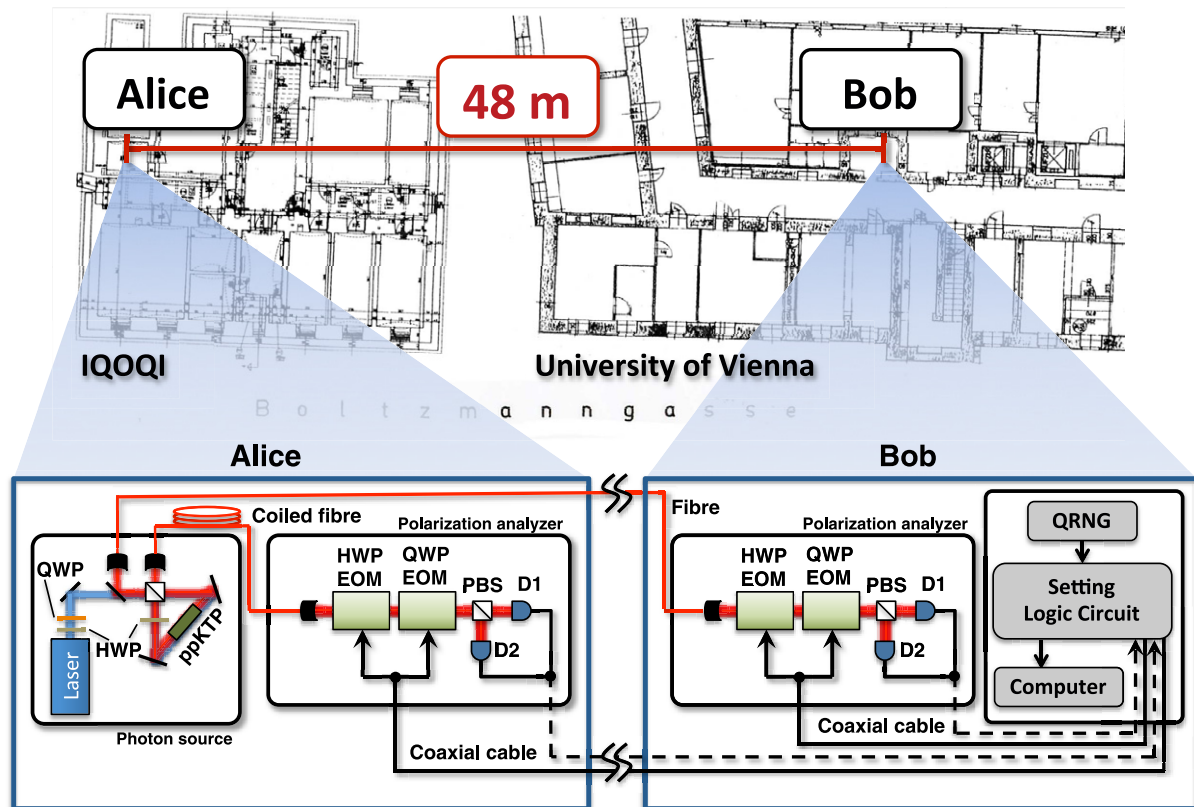 Alice
48 m
Bob
IQOQI
University of Vienna
Boltzmanngasse
Alice
Bob
Coiled fibre
Fibre
Polarization analyzer
HWP
EOM
QWP
EOM
PBS
D1
D2
QWP
HWP
ppKTP
Laser
Photon source
Coaxial cable
Polarization analyzer
HWP
EOM
QWP
EOM
PBS
D1
D2
QRNG
Setting
Logic Circuit
Computer
Coaxial cable